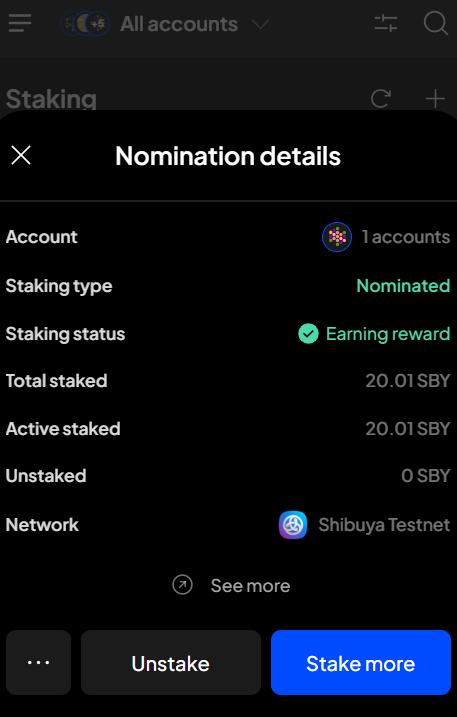 +5 All accounts
Staking
Nomination details
Account 1 accounts
Staking type Nominated
Staking status Earning reward
Total staked 20.01 SBY
Active staked 20.01 SBY
Unstaked 0 SBY
Network Shibuya Testnet
See more
... Unstake Stake more